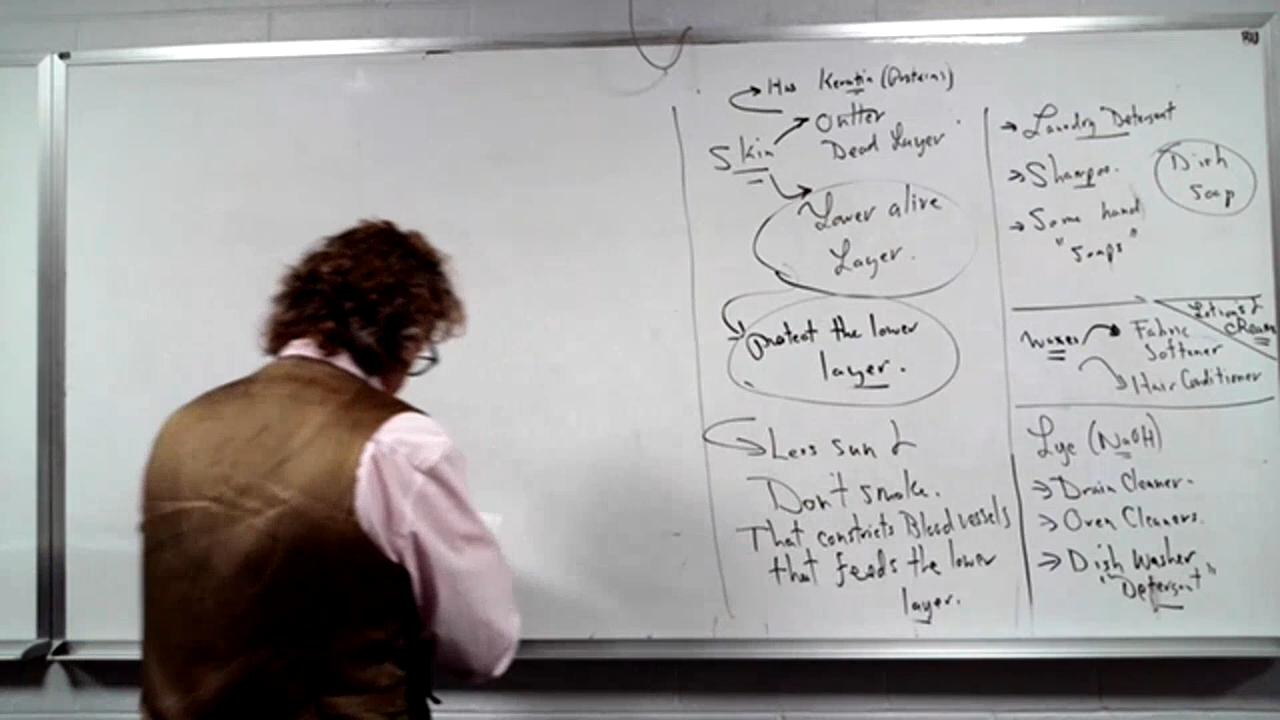 → Has Keratin (Proteins)
Skin → Outter
Dead Layer
Lower alive
Layer.
Protect the lower
layer.
→ Less sun &
Don't smoke.
That constricts Blood vessels
that feeds the lower
layer.
→ Laundry Detergent
→ Shampoo.
→ Some hand
"Soaps"
Dish
Soap
Waxes → Fabric
Softener
→ Hair Conditioner
Lotions &
Creams
Lye (NaOH)
→ Drain Cleaner.
→ Oven Cleaners.
→ Dish Washer
"Detergent"